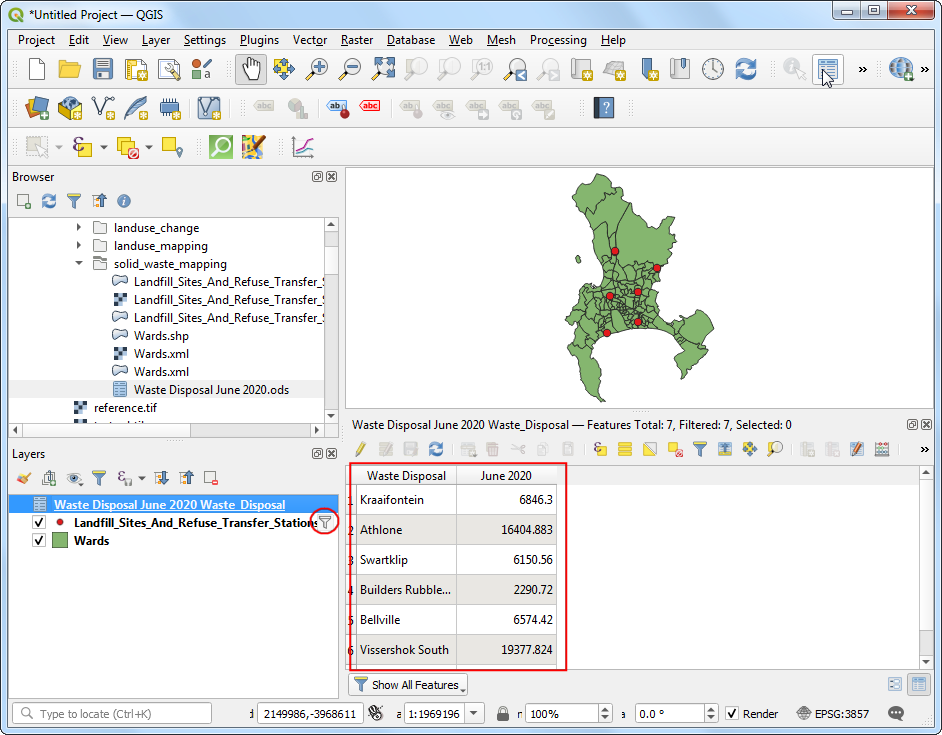 *Untitled Project — QGIS
Project Edit View Layer Settings Plugins Vector Raster Database Web Mesh Processing Help
Browser
landuse_change
landuse_mapping
solid_waste_mapping
Landfill_Sites_And_Refuse_Transfer_S
Landfill_Sites_And_Refuse_Transfer_S
Landfill_Sites_And_Refuse_Transfer_S
Wards.shp
Wards.xml
Wards.xml
Waste Disposal June 2020.ods
reference.tif
Layers
Waste Disposal June 2020 Waste_Disposal
Landfill_Sites_And_Refuse_Transfer_Stations
Wards
Waste Disposal June 2020 Waste_Disposal — Features Total: 7, Filtered: 7, Selected: 0
Waste Disposal June 2020
1 Kraaifontein 6846.3
2 Athlone 16404.883
3 Swartklip 6150.56
4 Builders Rubble... 2290.72
5 Bellville 6574.42
6 Vissershok South 19377.824
Show All Features
Type to locate (Ctrl+K) 2149986,-3968611 a 1:1969196 100% a 0.0 ° Render EPSG:3857